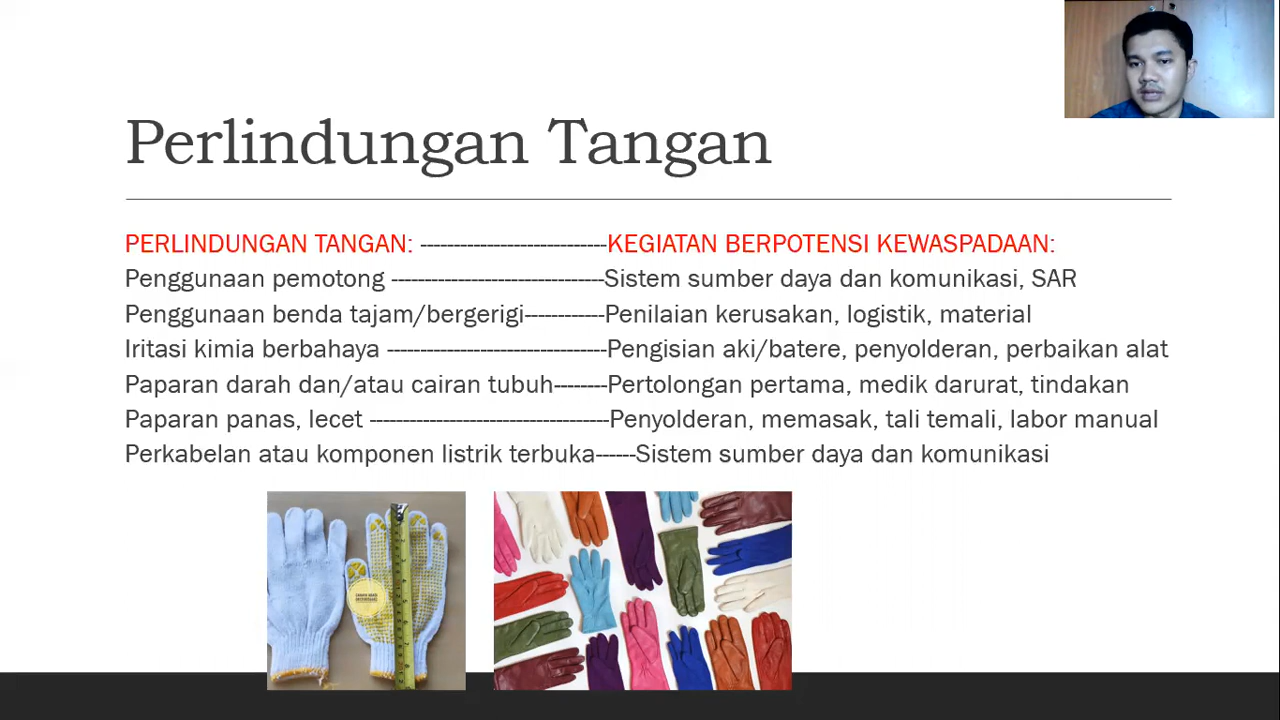 Perlindungan Tangan
PERLINDUNGAN TANGAN: ----------------------------KEGIATAN BERPOTENSI KEWASPADAAN:
Penggunaan pemotong --------------------------------Sistem sumber daya dan komunikasi, SAR
Penggunaan benda tajam/bergerigi------------Penilaian kerusakan, logistik, material
Iritasi kimia berbahaya ---------------------------------Pengisian aki/batere, penyolderan, perbaikan alat
Paparan darah dan/atau cairan tubuh--------Pertolongan pertama, medik darurat, tindakan
Paparan panas, lecet ------------------------------------Penyolderan, memasak, tali temali, labor manual
Perkabelan atau komponen listrik terbuka------Sistem sumber daya dan komunikasi